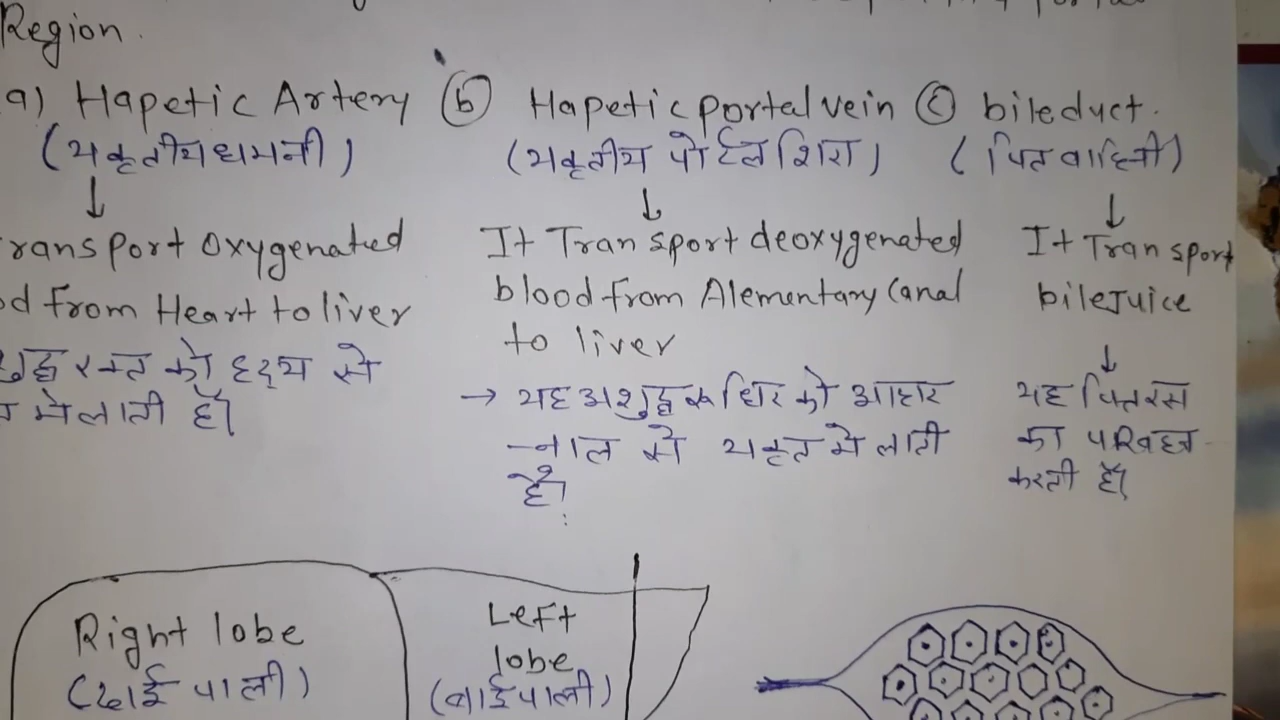 Region.
a) Hapetic Artery (b) Hapetic portal vein (c) bileduct.
(यकृतीय धमनी) (यकृतीय पोर्टल शिरा) (पित वाहिनी)
↓ ↓ ↓
ransport oxygenated
od from Heart to liver
शुद्ध रक्त को हृदय से
त मे लाती हैं।
It Transport deoxygenated
blood from Alementary Canal
to liver
→ यह अशुद्ध रूधिर को आहार
-नाल से यकृत मे लाती
है।
It Transport
bileJuice
↓
यह पितरस
का परिवहन
करती हैं।
Right lobe
(दाई पाली)
Left
lobe
(बाई पाली)